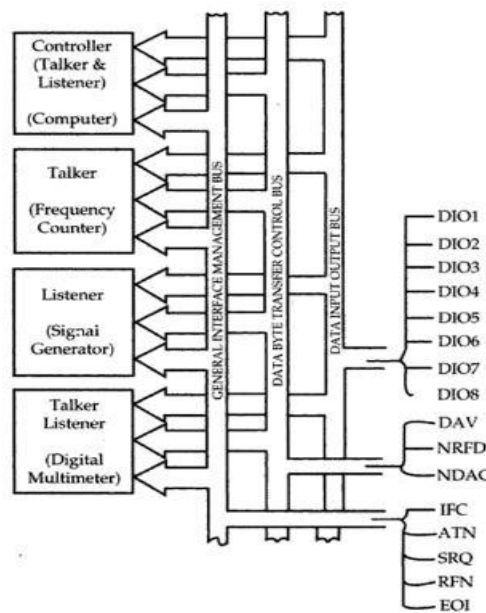 Controller
(Talker &
Listener)
(Computer)
Talker
(Frequency
Counter)
Listener
(Signal
Generator)
Talker
Listener
(Digital
Multimeter)
GENERAL INTERFACE MANAGEMENT BUS
DATA BYTE TRANSFER CONTROL BUS
DATA INPUT OUTPUT BUS
DIO1
DIO2
DIO3
DIO4
DIO5
DIO6
DIO7
DIO8
DAV
NRFD
NDAC
IFC
ATN
SRQ
RFN
EOI